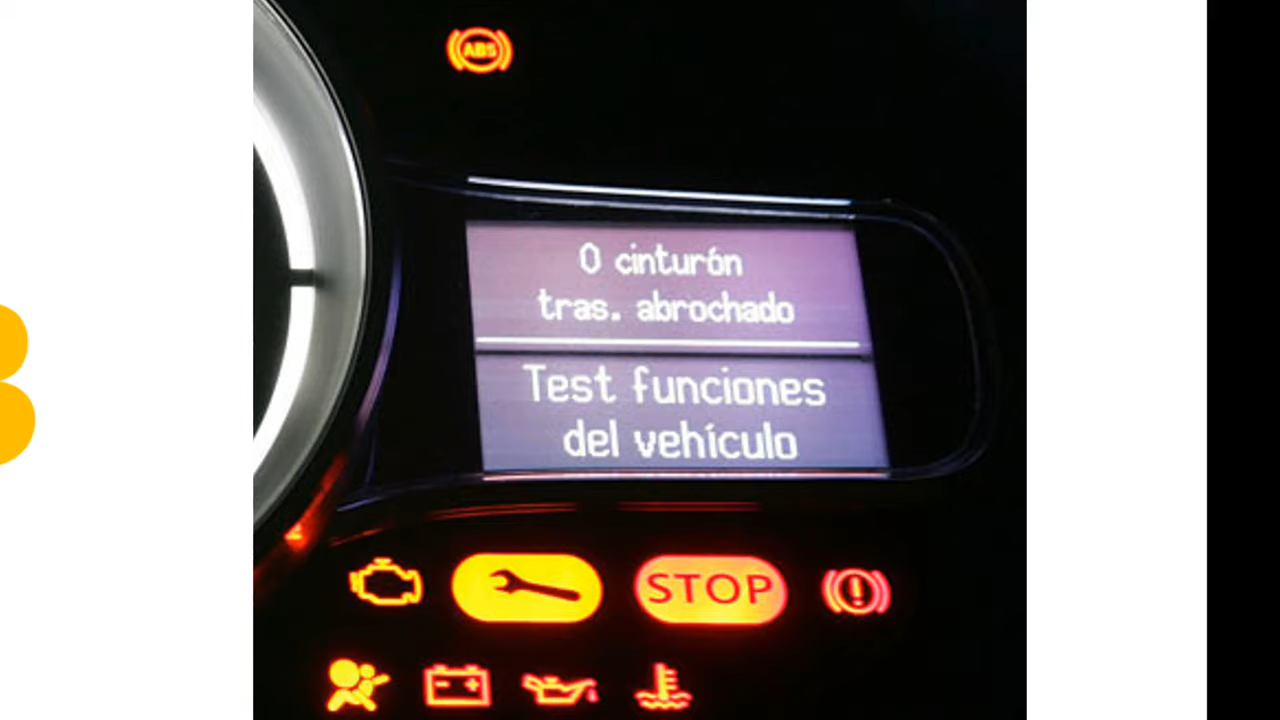 ABS
0 cinturón
tras. abrochado
Test funciones
del vehículo
STOP